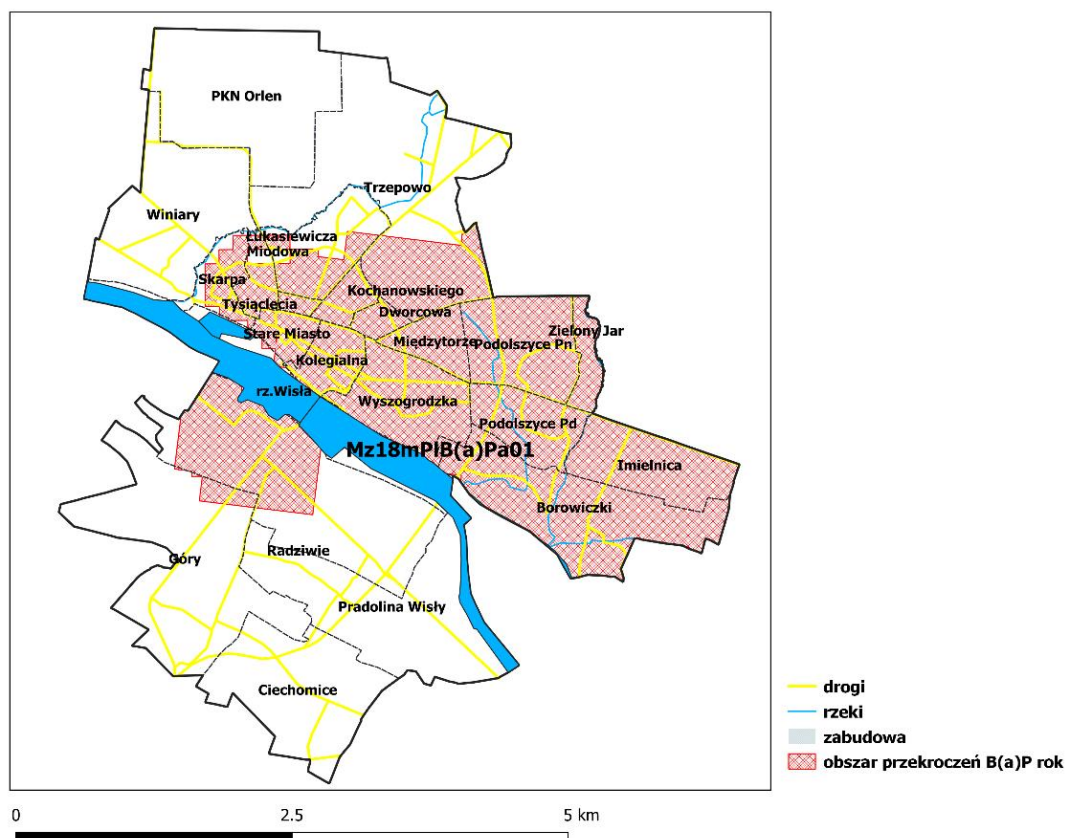 PKN Orlen
Trzepowo
Winiary
Łukasiewicza
Miodowa
Skarpa
Kochanowskiego
Tysiąclecia
Dworcowa
Stare Miasto
Międzytorze
Podolszyce Pn
Zielony Jar
Kolegialna
rz.Wisła
Wyszogrodzka
Podolszyce Pd
Mz18mPlB(a)Pa01
Imielnica
Borowiczki
Radziwie
Góry
Pradolina Wisły
Ciechomice
drogi
rzeki
zabudowa
obszar przekroczeń B(a)P rok
0 2.5 5 km